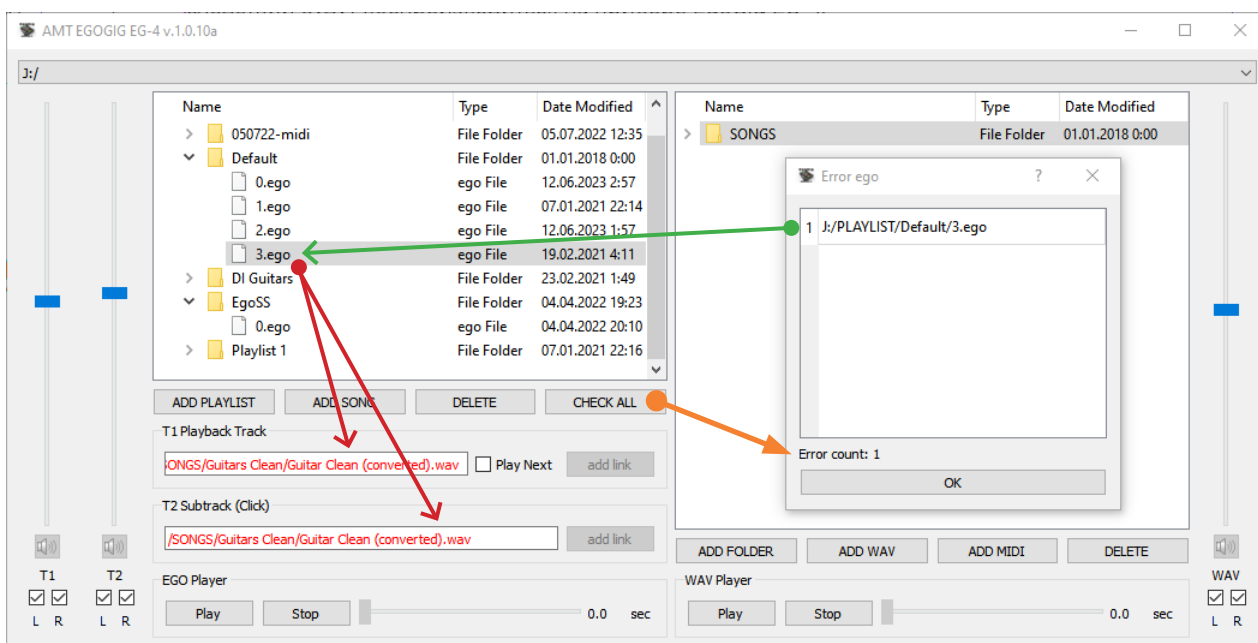 AMT EGOGIG EG-4 v.1.0.10a
J:/
Name Type Date Modified
050722-midi File Folder 05.07.2022 12:35
Default File Folder 01.01.2018 0:00
0.ego ego File 12.06.2023 2:57
1.ego ego File 07.01.2021 22:14
2.ego ego File 12.06.2023 1:57
3.ego ego File 19.02.2021 4:11
DI Guitars File Folder 23.02.2021 1:49
EgoSS File Folder 04.04.2022 19:23
0.ego ego File 04.04.2022 20:10
Playlist 1 File Folder 07.01.2021 22:16
ADD PLAYLIST ADD SONG DELETE CHECK ALL
T1 Playback Track
SONGS/Guitars Clean/Guitar Clean (converted).wav Play Next add link
T2 Subtrack (Click)
/SONGS/Guitars Clean/Guitar Clean (converted).wav add link
EGO Player
Play Stop 0.0 sec
T1 T2
L R L R
Name Type Date Modified
SONGS File Folder 01.01.2018 0:00
Error ego ?
1 J:/PLAYLIST/Default/3.ego
Error count: 1
OK
ADD FOLDER ADD WAV ADD MIDI DELETE
WAV Player
Play Stop 0.0 sec
WAV
L R